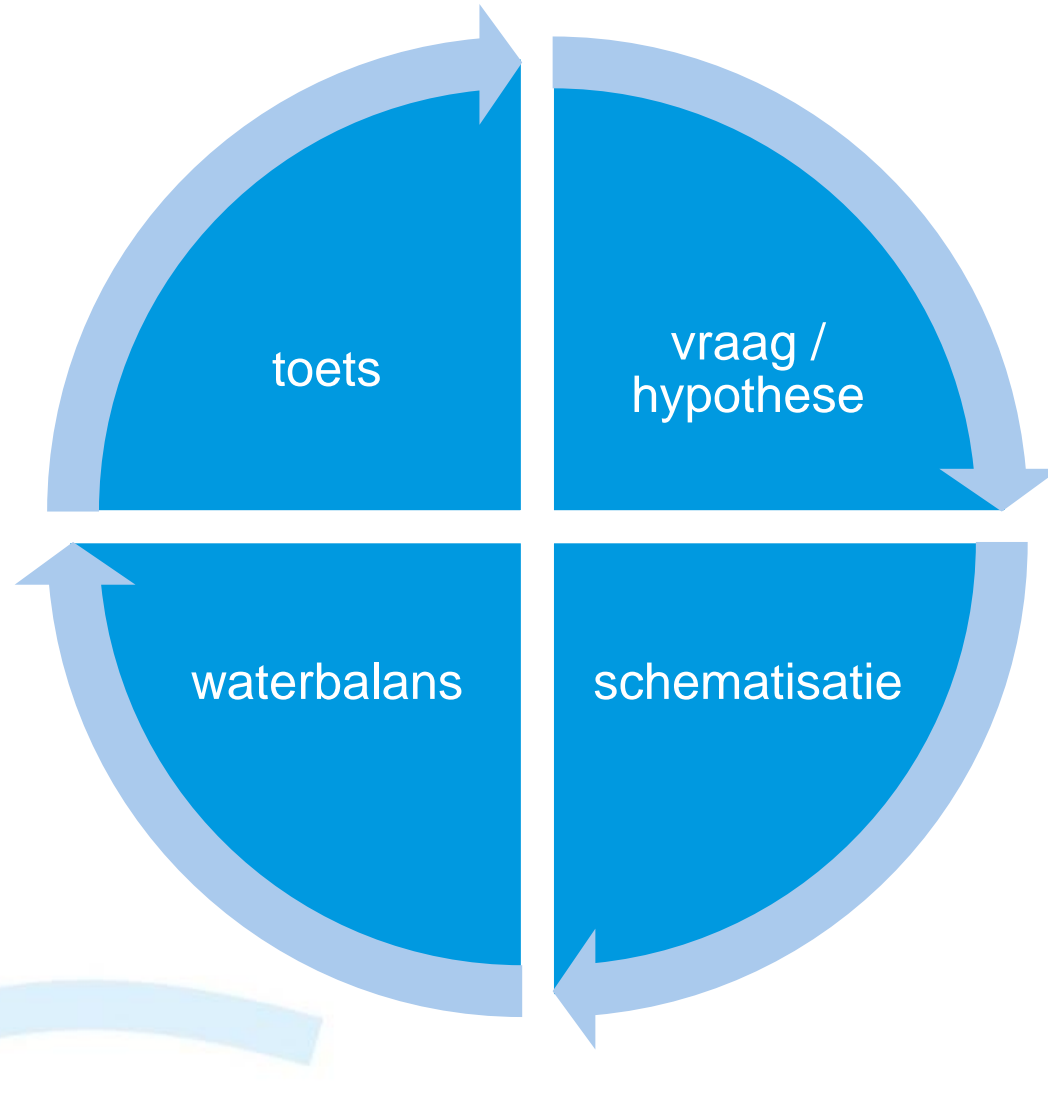 toets
vraag /
hypothese
waterbalans
schematisatie